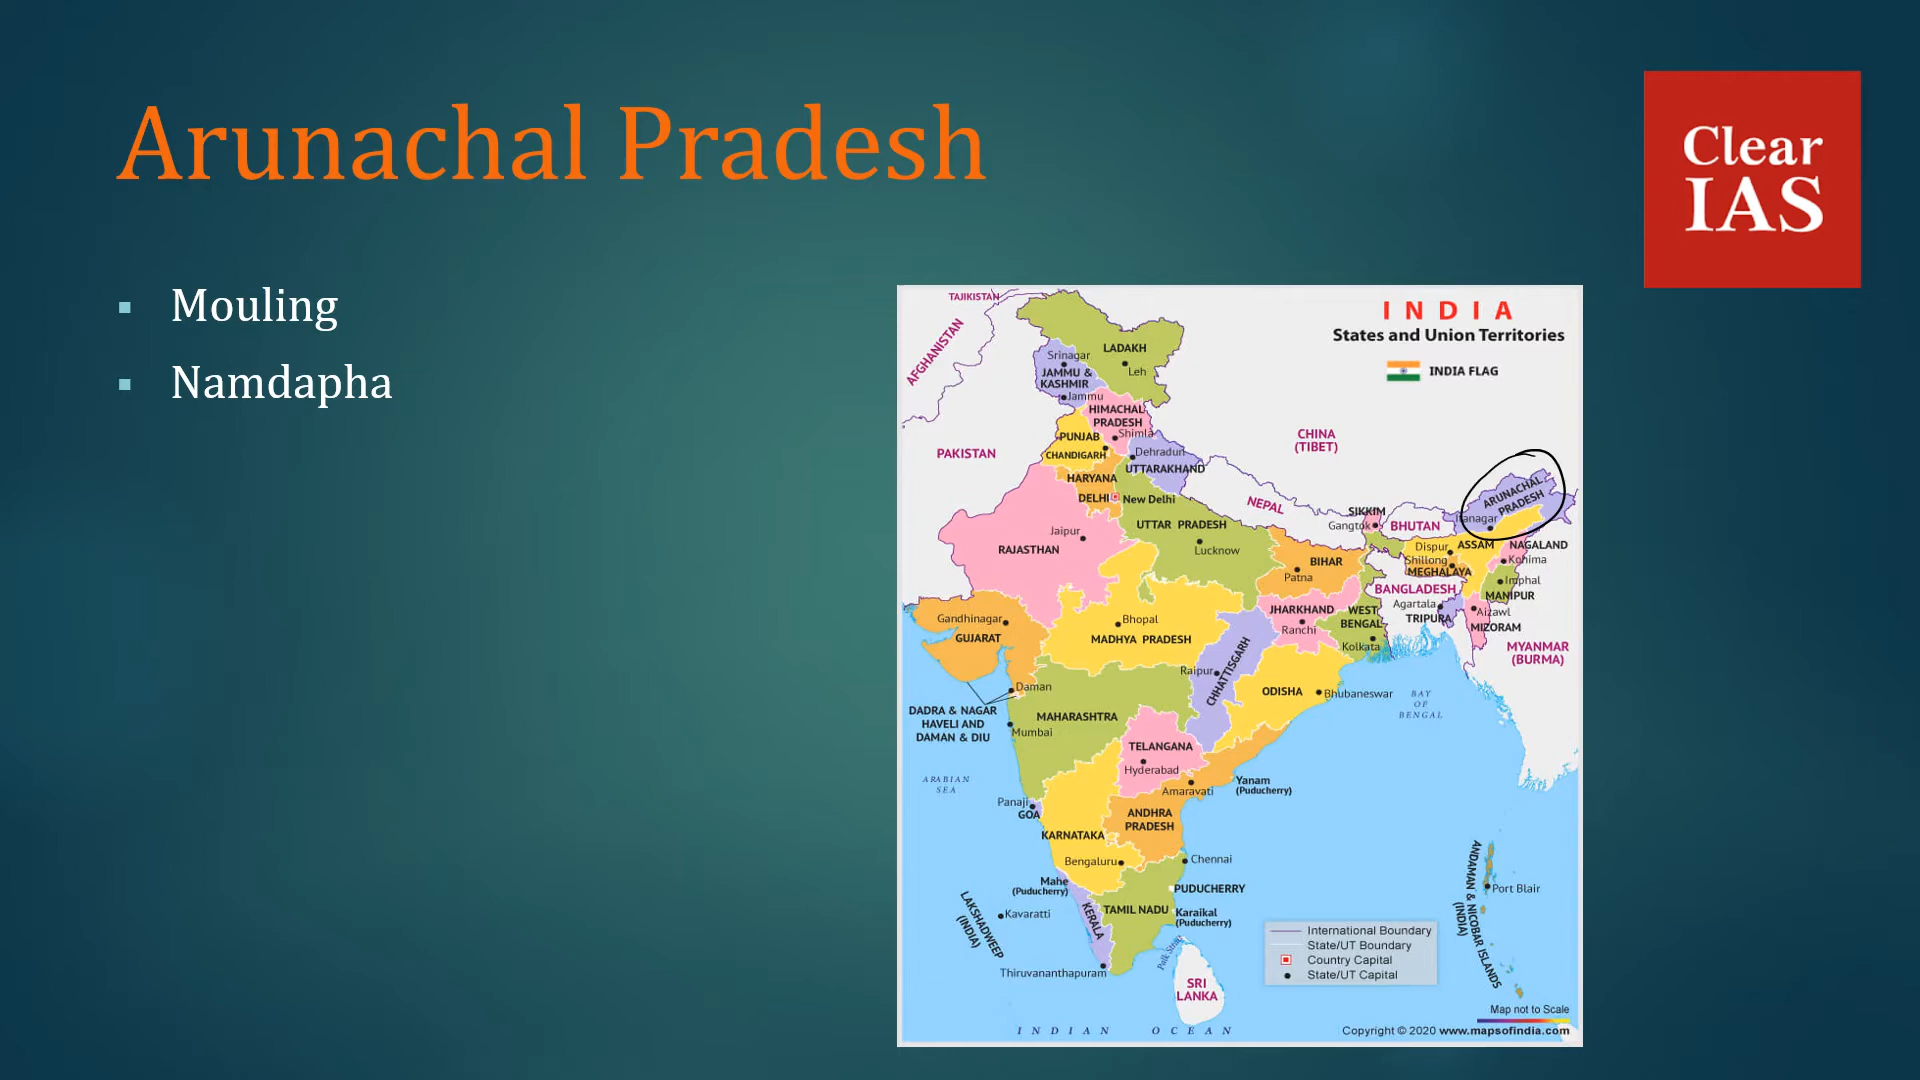 Arunachal Pradesh
Clear
IAS
▪ Mouling
▪ Namdapha
INDIA
States and Union Territories
INDIA FLAG
TAJIKISTAN
AFGHANISTAN
LADAKH
Leh
Srinagar
JAMMU &
KASHMIR
Jammu
HIMACHAL
PRADESH
Shimla
PUNJAB
CHANDIGARH
Dehradun
UTTARAKHAND
HARYANA
DELHI
New Delhi
PAKISTAN
CHINA
(TIBET)
NEPAL
SIKKIM
Gangtok
BHUTAN
ARUNACHAL
PRADESH
Itanagar
UTTAR PRADESH
Lucknow
Jaipur
RAJASTHAN
BIHAR
Patna
Dispur
ASSAM
NAGALAND
Shillong
Kohima
MEGHALAYA
Imphal
MANIPUR
BANGLADESH
Agartala
TRIPURA
Aizawl
MIZORAM
MYANMAR
(BURMA)
Gandhinagar
GUJARAT
Bhopal
MADHYA PRADESH
JHARKHAND
Ranchi
WEST
BENGAL
Kolkata
Raipur
CHHATTISGARH
ODISHA
Bhubaneswar
BAY
OF
BENGAL
Daman
DADRA & NAGAR
HAVELI AND
DAMAN & DIU
MAHARASHTRA
Mumbai
TELANGANA
Hyderabad
ARABIAN
SEA
Yanam
(Puducherry)
Amaravati
Panaji
GOA
ANDHRA
PRADESH
KARNATAKA
Bengaluru
Chennai
Mahe
(Puducherry)
PUDUCHERRY
TAMIL NADU
Karaikal
(Puducherry)
KERALA
LAKSHADWEEP
(INDIA)
Kavaratti
Thiruvananthapuram
Palk Strait
SRI
LANKA
ANDAMAN & NICOBAR ISLANDS
(INDIA)
Port Blair
International Boundary
State/UT Boundary
Country Capital
State/UT Capital
Map not to Scale
INDIAN OCEAN
Copyright © 2020 www.mapsofindia.com